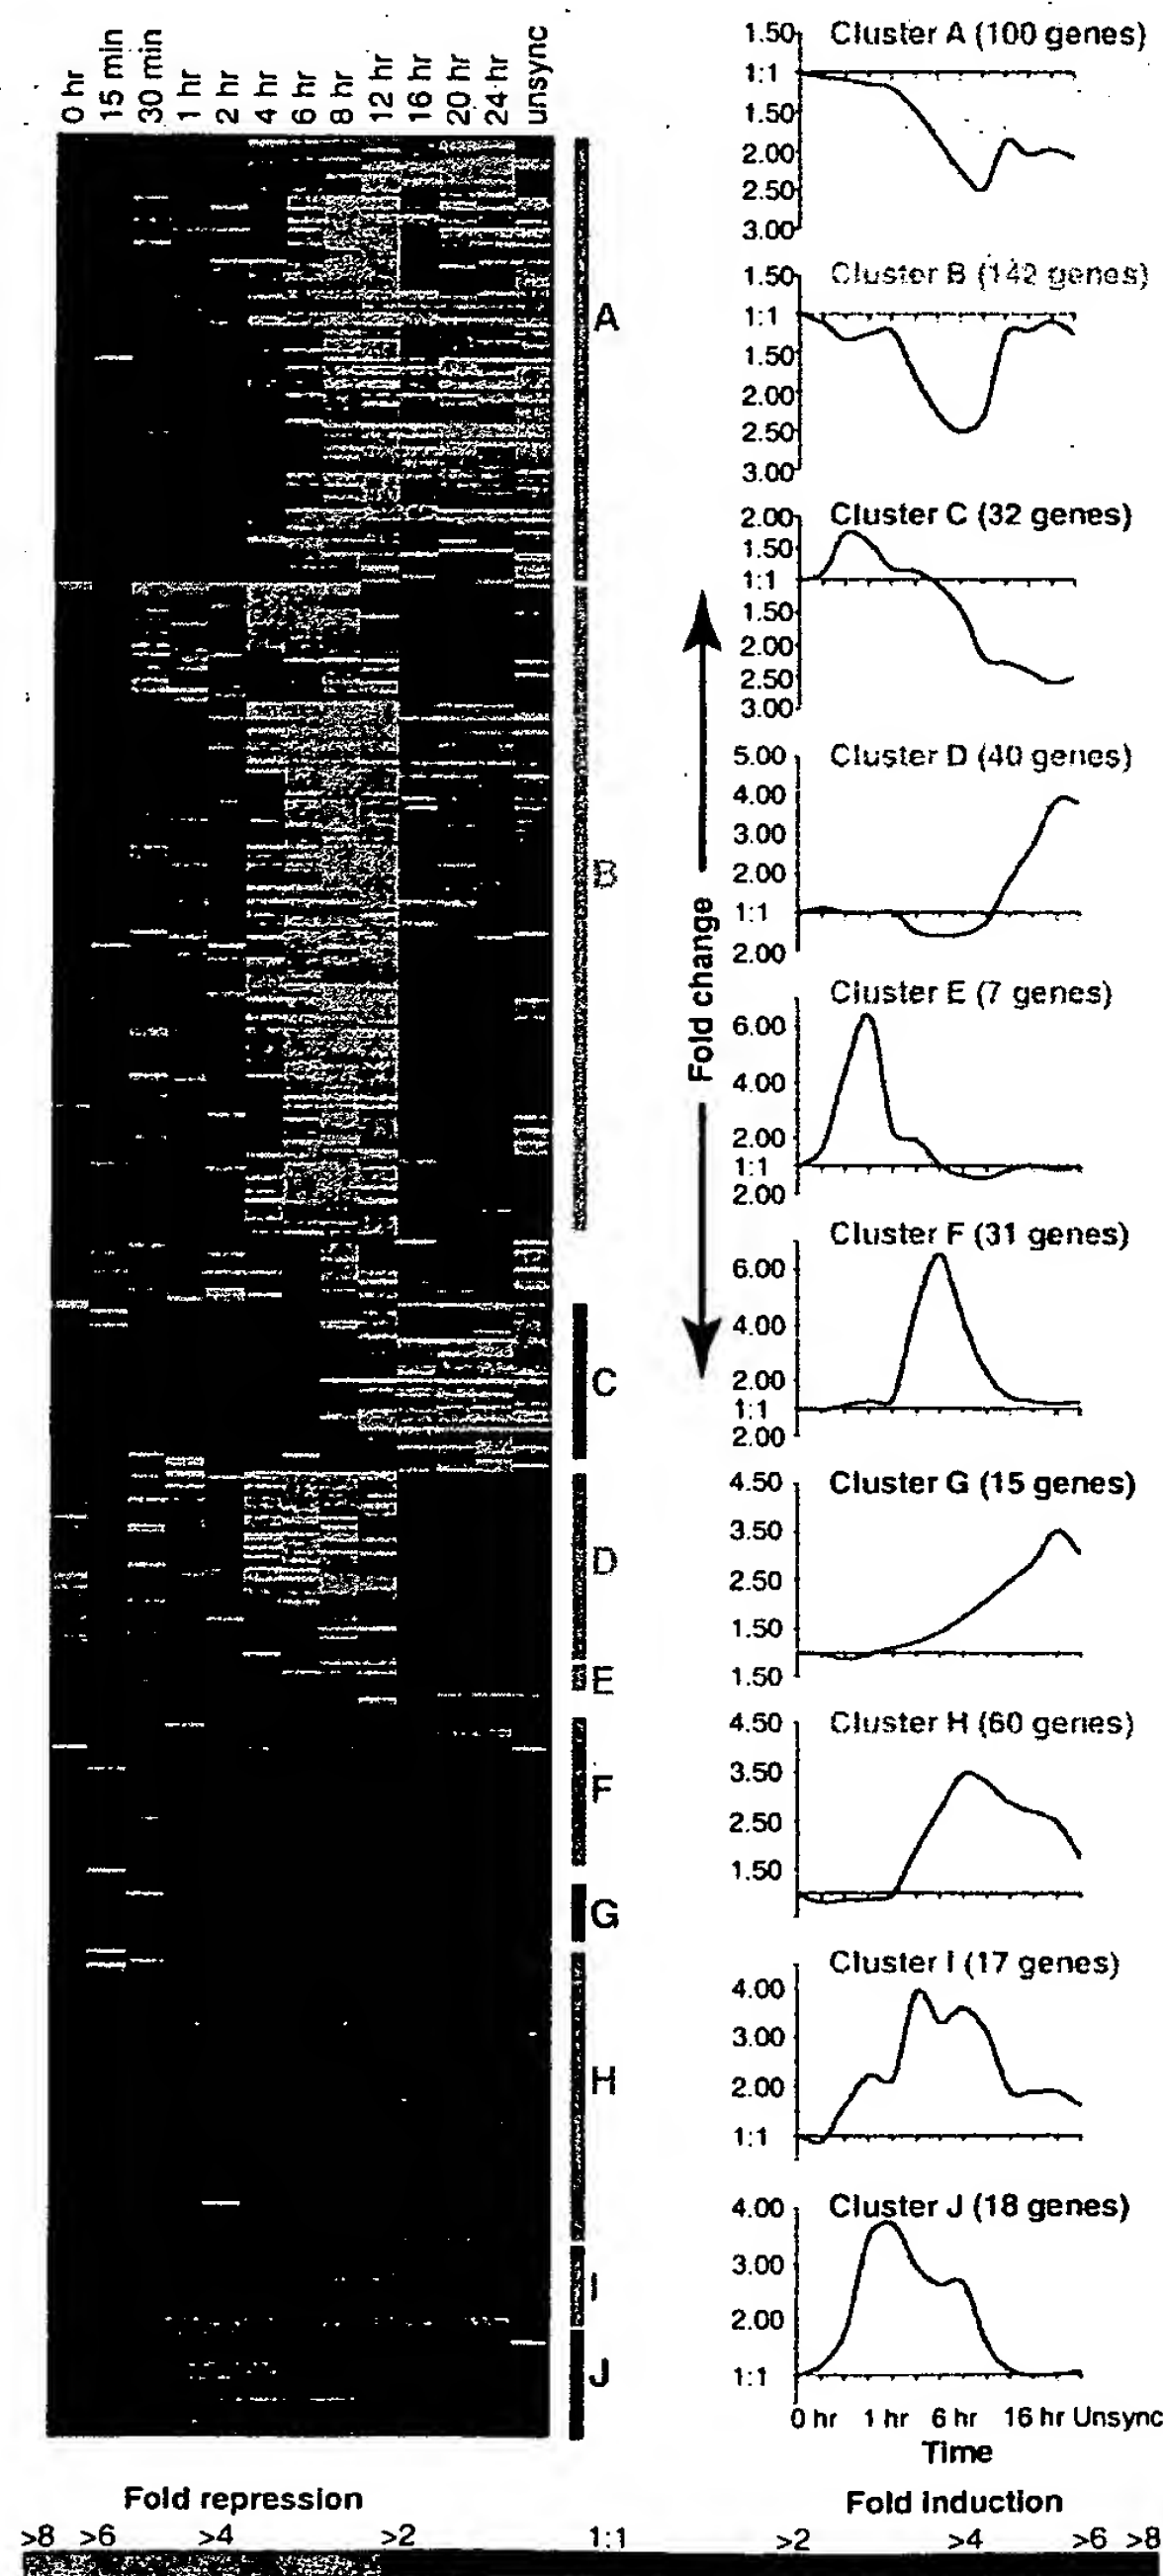 0 hr
15 min
30 min
1 hr
2 hr
4 hr
6 hr
8 hr
12 hr
16 hr
20 hr
24 hr
unsync
A
B
C
D
E
F
G
H
I
J
Fold change
Cluster A (100 genes)
1.50
1:1
1.50
2.00
2.50
3.00
Cluster B (142 genes)
1.50
1:1
1.50
2.00
2.50
3.00
Cluster C (32 genes)
2.00
1.50
1:1
1.50
2.00
2.50
3.00
Cluster D (40 genes)
5.00
4.00
3.00
2.00
1:1
2.00
Cluster E (7 genes)
6.00
4.00
2.00
1:1
2.00
Cluster F (31 genes)
6.00
4.00
2.00
1:1
2.00
Cluster G (15 genes)
4.50
3.50
2.50
1.50
1.50
Cluster H (60 genes)
4.50
3.50
2.50
1.50
Cluster I (17 genes)
4.00
3.00
2.00
1:1
Cluster J (18 genes)
4.00
3.00
2.00
1:1
0 hr 1 hr 6 hr 16 hr Unsync
Time
Fold repression Fold Induction
>8 >6 >4 >2 1:1 >2 >4 >6 >8